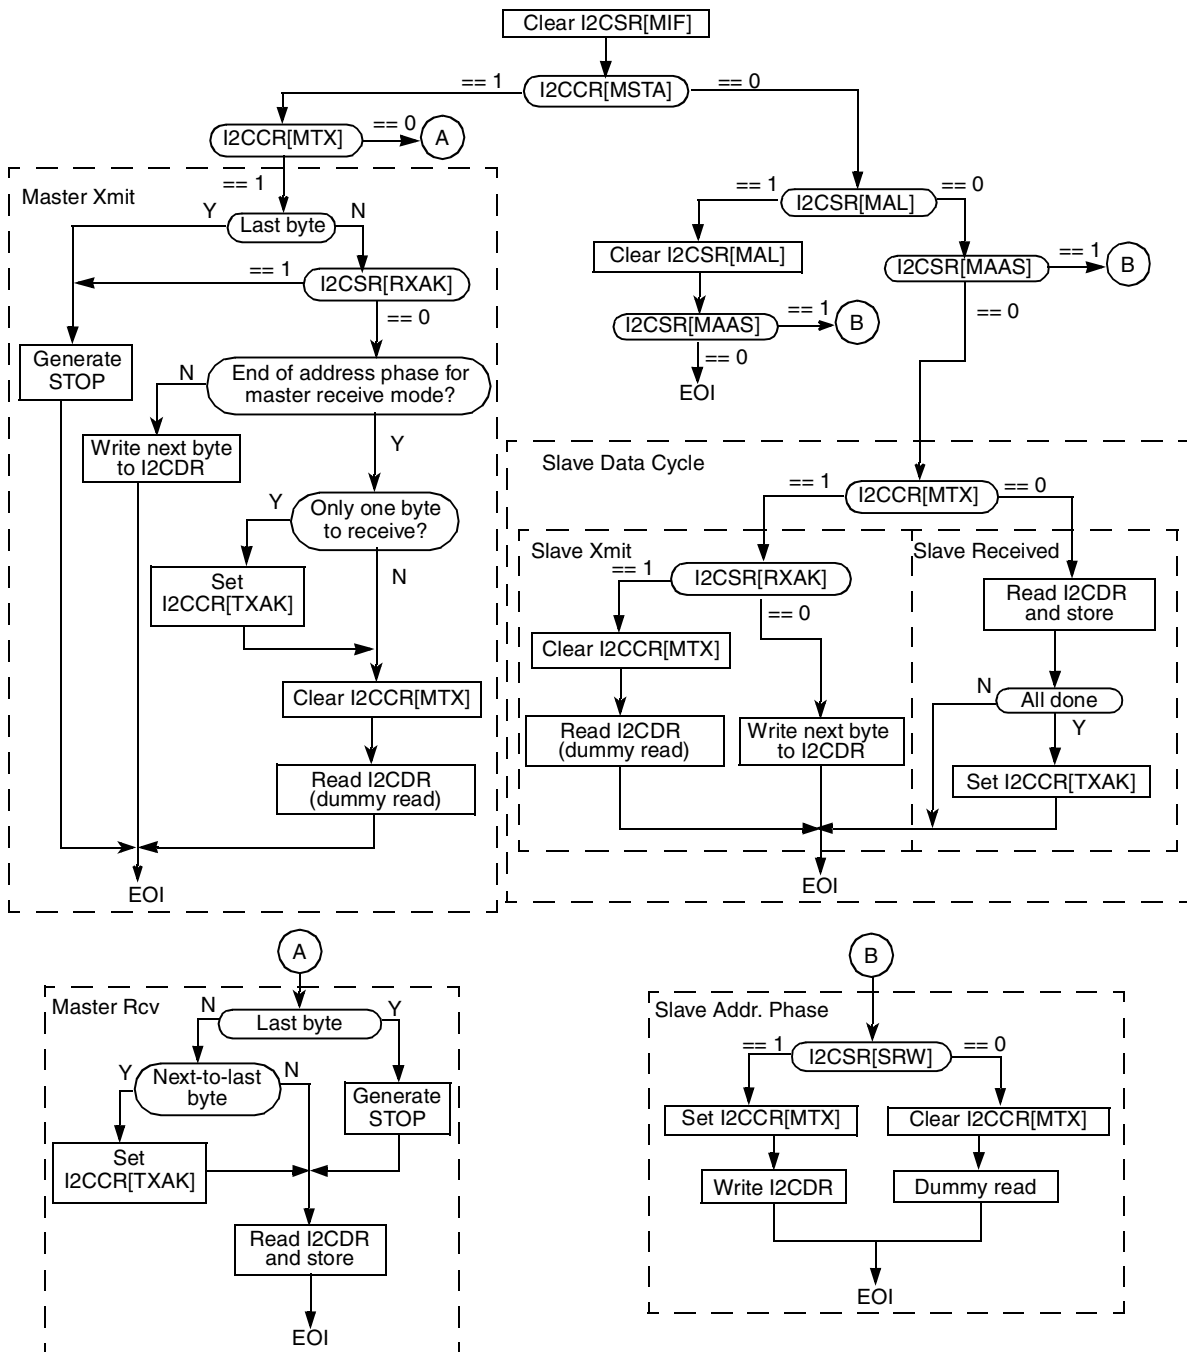 Clear I2CSR[MIF]
== 1
I2CCR[MSTA]
== 0
I2CCR[MTX]
== 0
A
Master Xmit
== 1
Y
Last byte
N
== 1
I2CSR[RXAK]
== 0
Generate
STOP
N
End of address phase for
master receive mode?
Write next byte
to I2CDR
Y
Y
Only one byte
to receive?
N
Set
I2CCR[TXAK]
Clear I2CCR[MTX]
Read I2CDR
(dummy read)
EOI
== 1
I2CSR[MAL]
== 0
Clear I2CSR[MAL]
I2CSR[MAAS]
== 1
B
I2CSR[MAAS]
== 1
B
== 0
== 0
EOI
Slave Data Cycle
== 1
I2CCR[MTX]
== 0
Slave Xmit
== 1
I2CSR[RXAK]
== 0
Clear I2CCR[MTX]
Read I2CDR
(dummy read)
Write next byte
to I2CDR
Slave Received
Read I2CDR
and store
N
All done
Y
Set I2CCR[TXAK]
EOI
A
Master Rcv
N
Last byte
Y
Y
Next-to-last
byte
N
Generate
STOP
Set
I2CCR[TXAK]
Read I2CDR
and store
EOI
B
Slave Addr. Phase
== 1
I2CSR[SRW]
== 0
Set I2CCR[MTX]
Clear I2CCR[MTX]
Write I2CDR
Dummy read
EOI